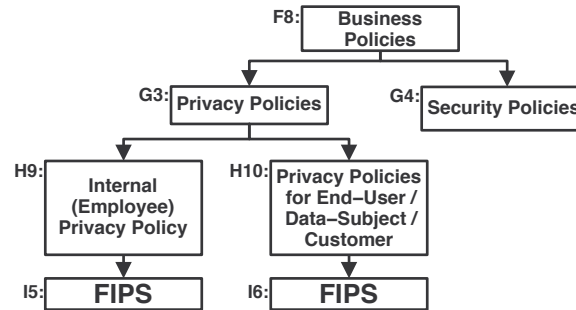 F8:
Business
Policies
G3:
Privacy Policies
G4:
Security Policies
H9:
Internal
(Employee)
Privacy Policy
H10:
Privacy Policies
for End–User /
Data–Subject /
Customer
I5:
FIPS
I6:
FIPS